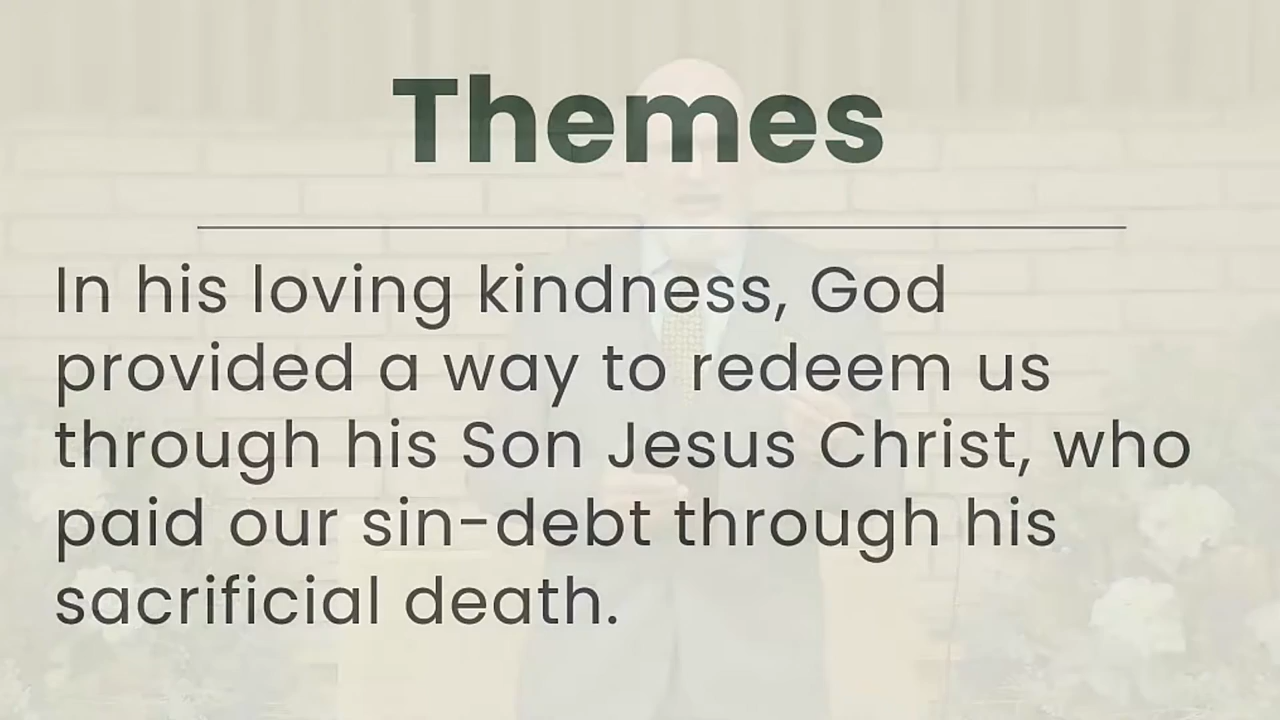 Themes
In his loving kindness, God
provided a way to redeem us
through his Son Jesus Christ, who
paid our sin-debt through his
sacrificial death.